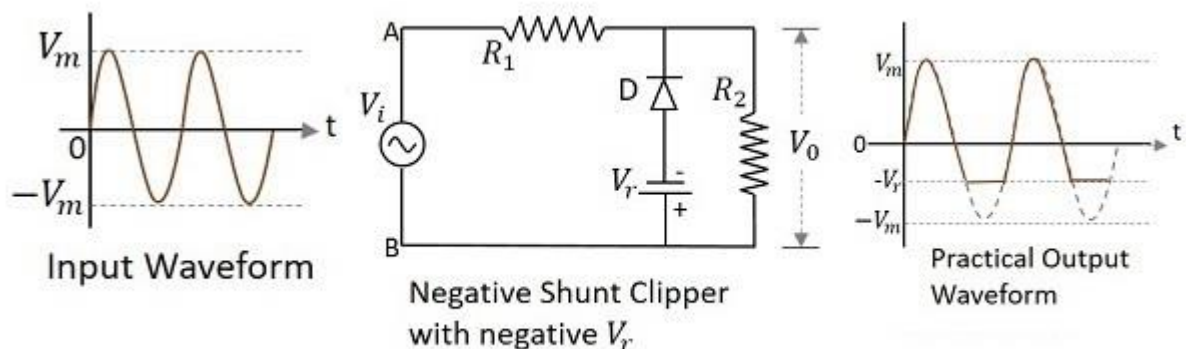 V_m
0
t
−V_m
Input Waveform
A
R_1
V_i
D
R_2
V_r
-
+
V_0
B
Negative Shunt Clipper
with negative V_r
V_m
0
t
-V_r
−V_m
Practical Output
Waveform